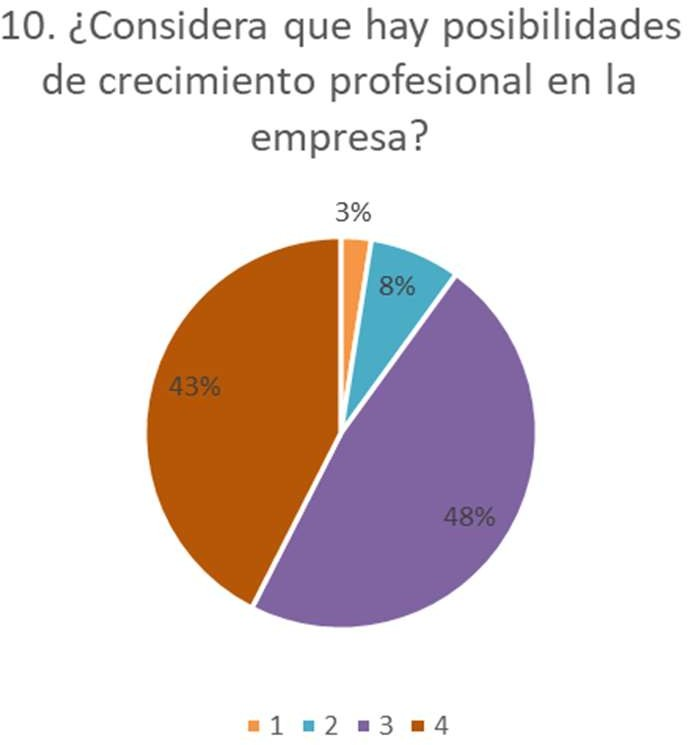 10. ¿Considera que hay posibilidades
de crecimiento profesional en la
empresa?
3%
8%
43%
48%
1 2 3 4